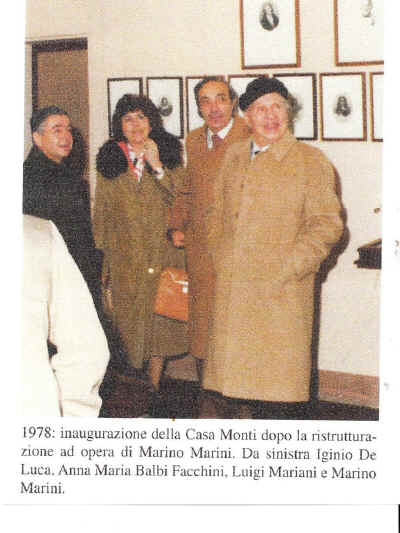 1978: inaugurazione della Casa Monti dopo la ristruttura-
zione ad opera di Marino Marini. Da sinistra Iginio De
Luca, Anna Maria Balbi Facchini, Luigi Mariani e Marino
Marini.